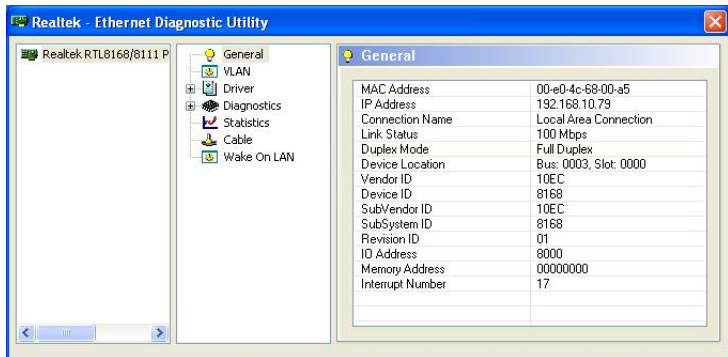 Realtek - Ethernet Diagnostic Utility
Realtek RTL8168/8111 P
General
VLAN
Driver
Diagnostics
Statistics
Cable
Wake On LAN
General
MAC Address 00-e0-4c-68-00-a5
IP Address 192.168.10.79
Connection Name Local Area Connection
Link Status 100 Mbps
Duplex Mode Full Duplex
Device Location Bus: 0003, Slot: 0000
Vendor ID 10EC
Device ID 8168
SubVendor ID 10EC
SubSystem ID 8168
Revision ID 01
IO Address 8000
Memory Address 00000000
Interrupt Number 17